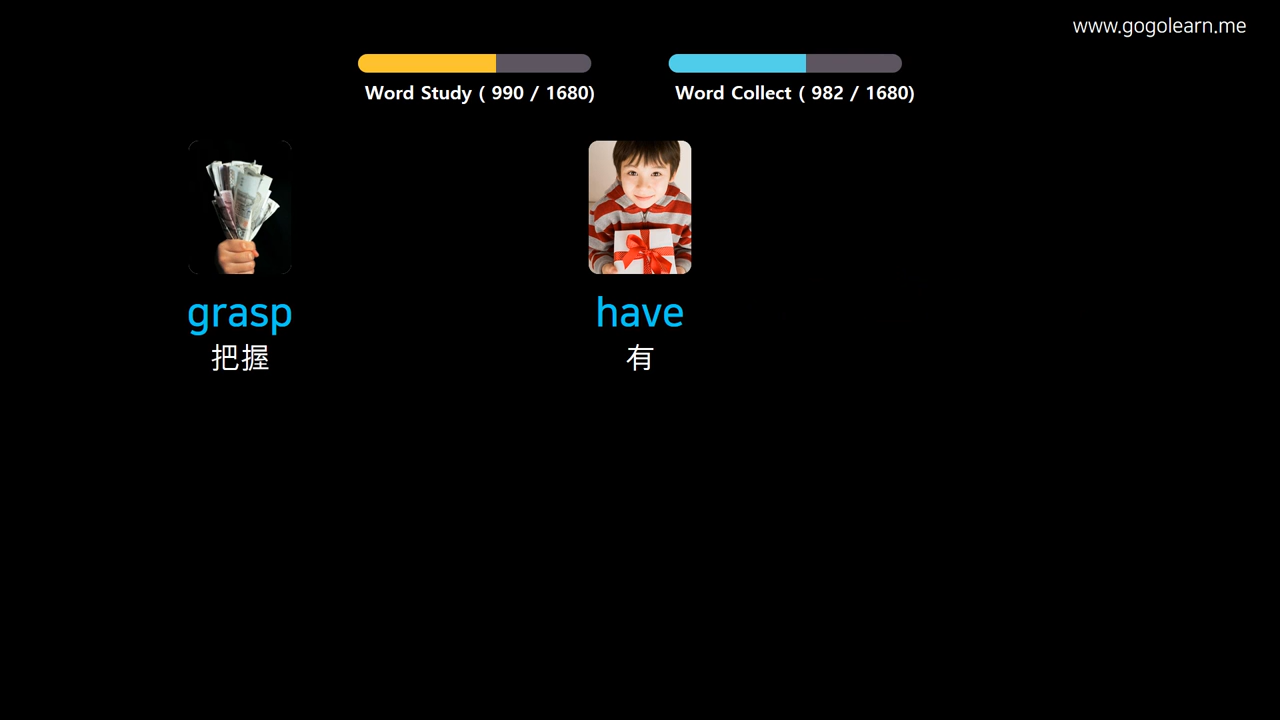 www.gogolearn.me
Word Study ( 990 / 1680)
Word Collect ( 982 / 1680)
grasp
把握
have
有